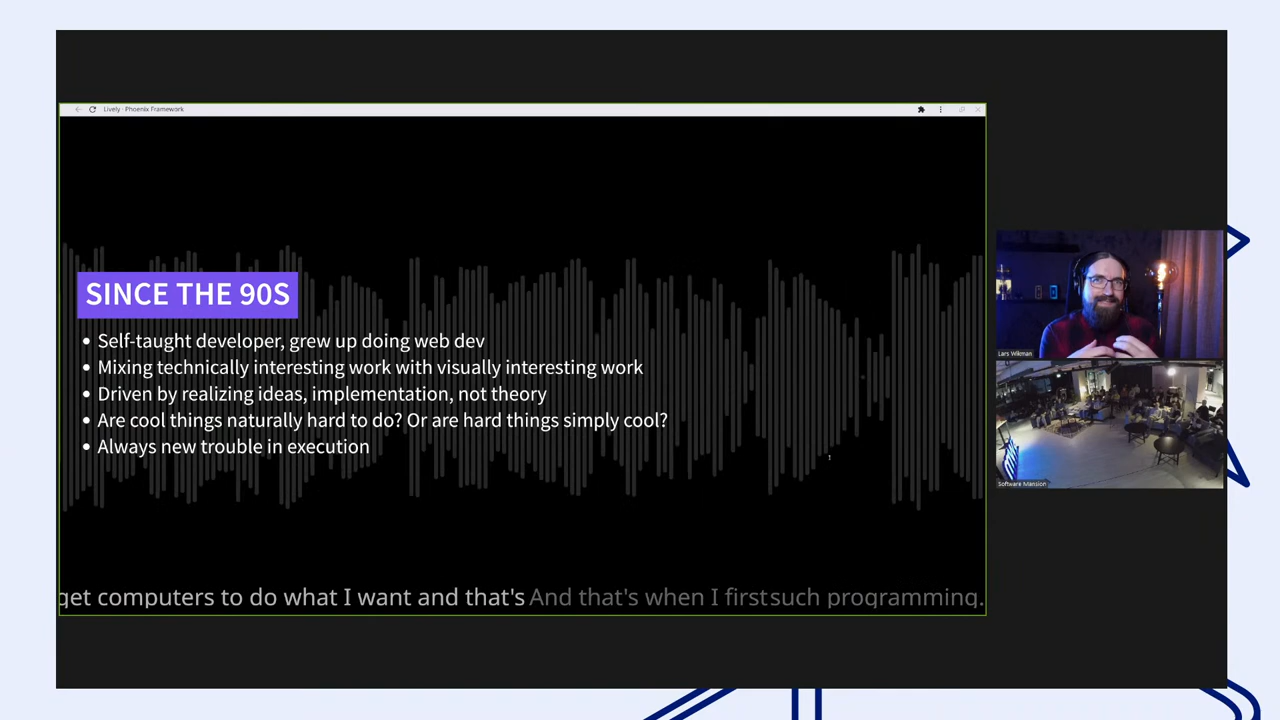 Lively · Phoenix Framework
SINCE THE 90S
• Self-taught developer, grew up doing web dev
• Mixing technically interesting work with visually interesting work
• Driven by realizing ideas, implementation, not theory
• Are cool things naturally hard to do? Or are hard things simply cool?
• Always new trouble in execution
get computers to do what I want and that's And that's when I first such programming.
Lars Wikman
Software Mansion